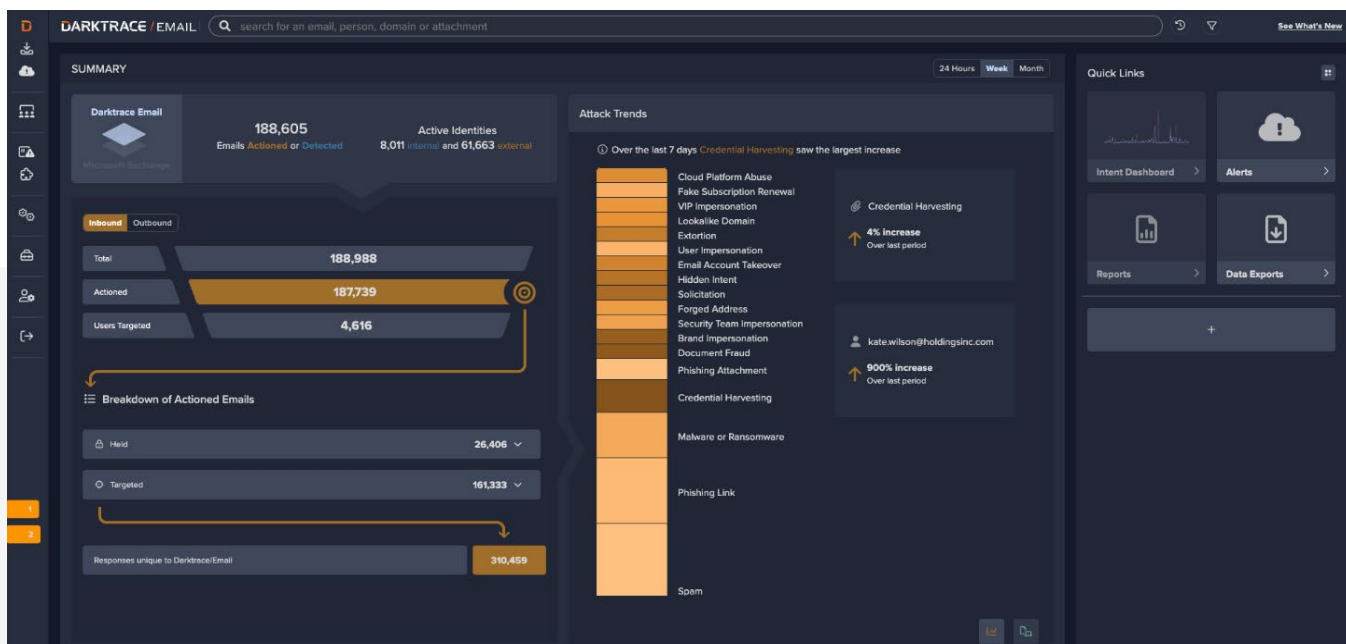 D
DARKTRACE / EMAIL
search for an email, person, domain or attachment
See What's New
SUMMARY
24 Hours Week Month
Darktrace Email
Microsoft Exchange
188,605
Emails Actioned or Detected
Active Identities
8,011 internal and 61,663 external
Inbound Outbound
Total 188,988
Actioned 187,739
Users Targeted 4,616
Breakdown of Actioned Emails
Held 26,406
Targeted 161,333
Responses unique to Darktrace/Email 310,459
1
2
Attack Trends
Over the last 7 days Credential Harvesting saw the largest increase
Cloud Platform Abuse
Fake Subscription Renewal
VIP Impersonation
Lookalike Domain
Extortion
User Impersonation
Email Account Takeover
Hidden Intent
Solicitation
Forged Address
Security Team Impersonation
Brand Impersonation
Document Fraud
Phishing Attachment
Credential Harvesting
Malware or Ransomware
Phishing Link
Spam
Credential Harvesting
4% increase
Over last period
kate.wilson@holdingsinc.com
900% increase
Over last period
Quick Links
Intent Dashboard
Alerts
Reports
Data Exports
+